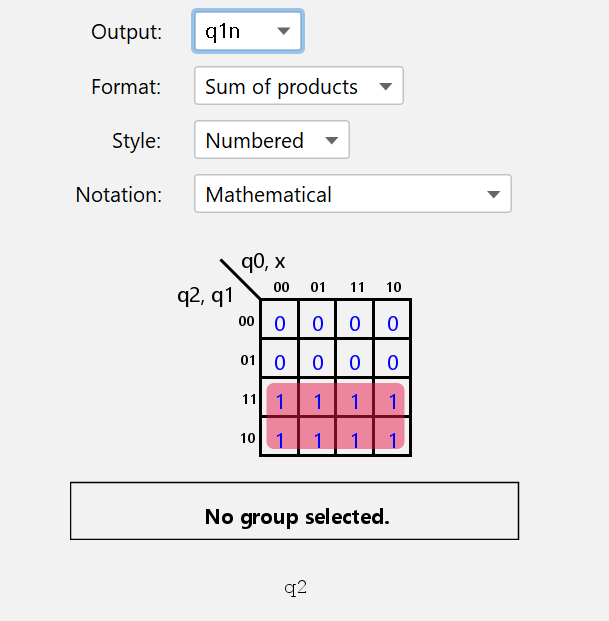 Output: q1n
Format: Sum of products
Style: Numbered
Notation: Mathematical
q0, x
q2, q1
00 01 11 10
00 0 0 0 0
01 0 0 0 0
11 1 1 1 1
10 1 1 1 1
No group selected.
q2